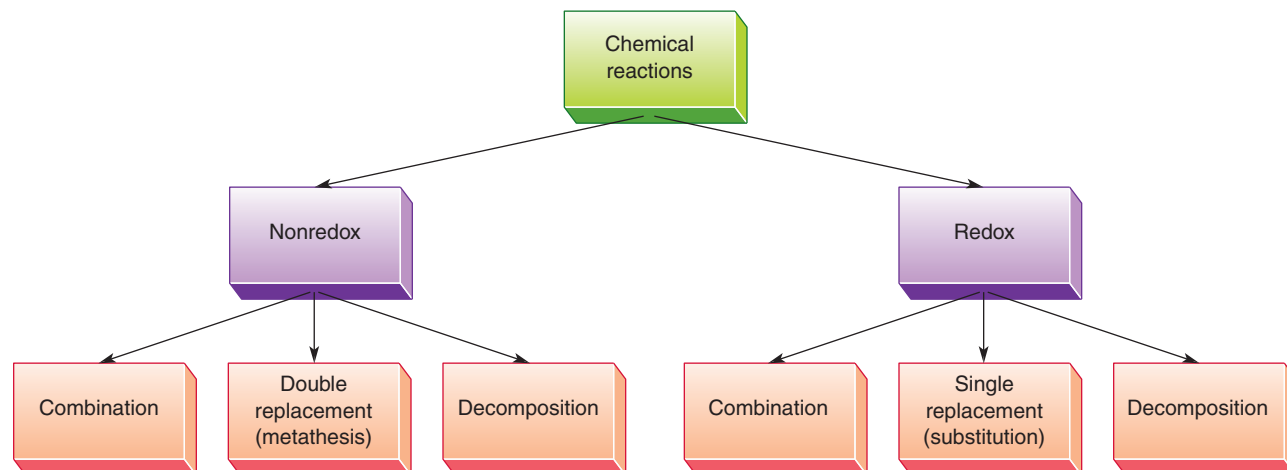 Chemical
reactions
Nonredox
Redox
Combination
Double
replacement
(metathesis)
Decomposition
Combination
Single
replacement
(substitution)
Decomposition